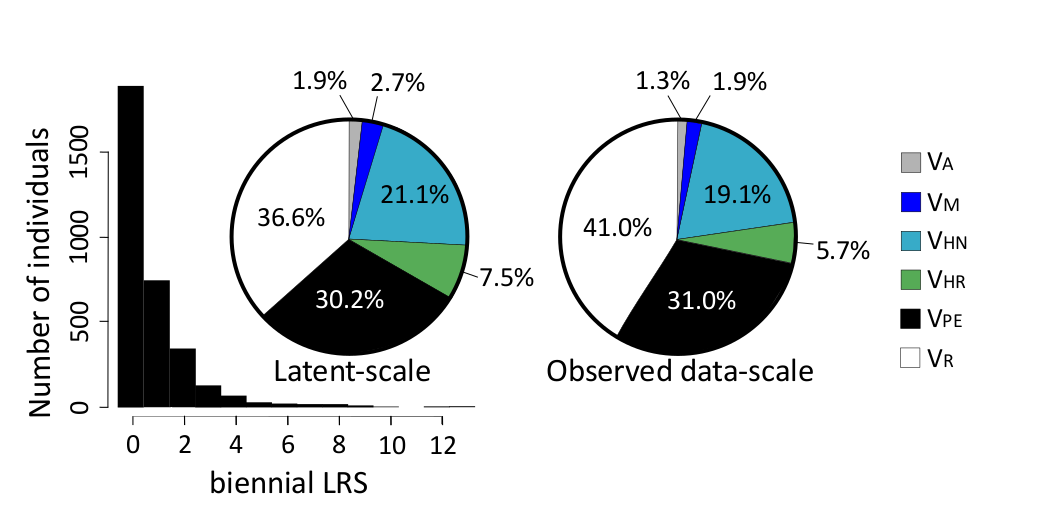 Number of individuals
0
500
1000
1500
0 2 4 6 8 10 12
biennial LRS
1.9% 2.7%
21.1%
36.6%
7.5%
30.2%
Latent-scale
1.3% 1.9%
19.1%
41.0%
5.7%
31.0%
Observed data-scale
VA
VM
VHN
VHR
VPE
VR